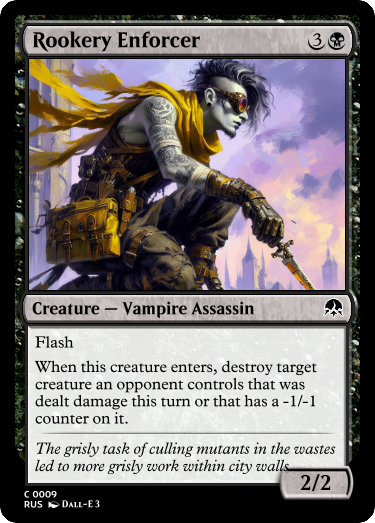 Rookery Enforcer 3
Creature — Vampire Assassin
Flash
When this creature enters, destroy target
creature an opponent controls that was
dealt damage this turn or that has a -1/-1
counter on it.
The grisly task of culling mutants in the wastes
led to more grisly work within city walls.
2/2
C 0009
RUS DALL-E 3